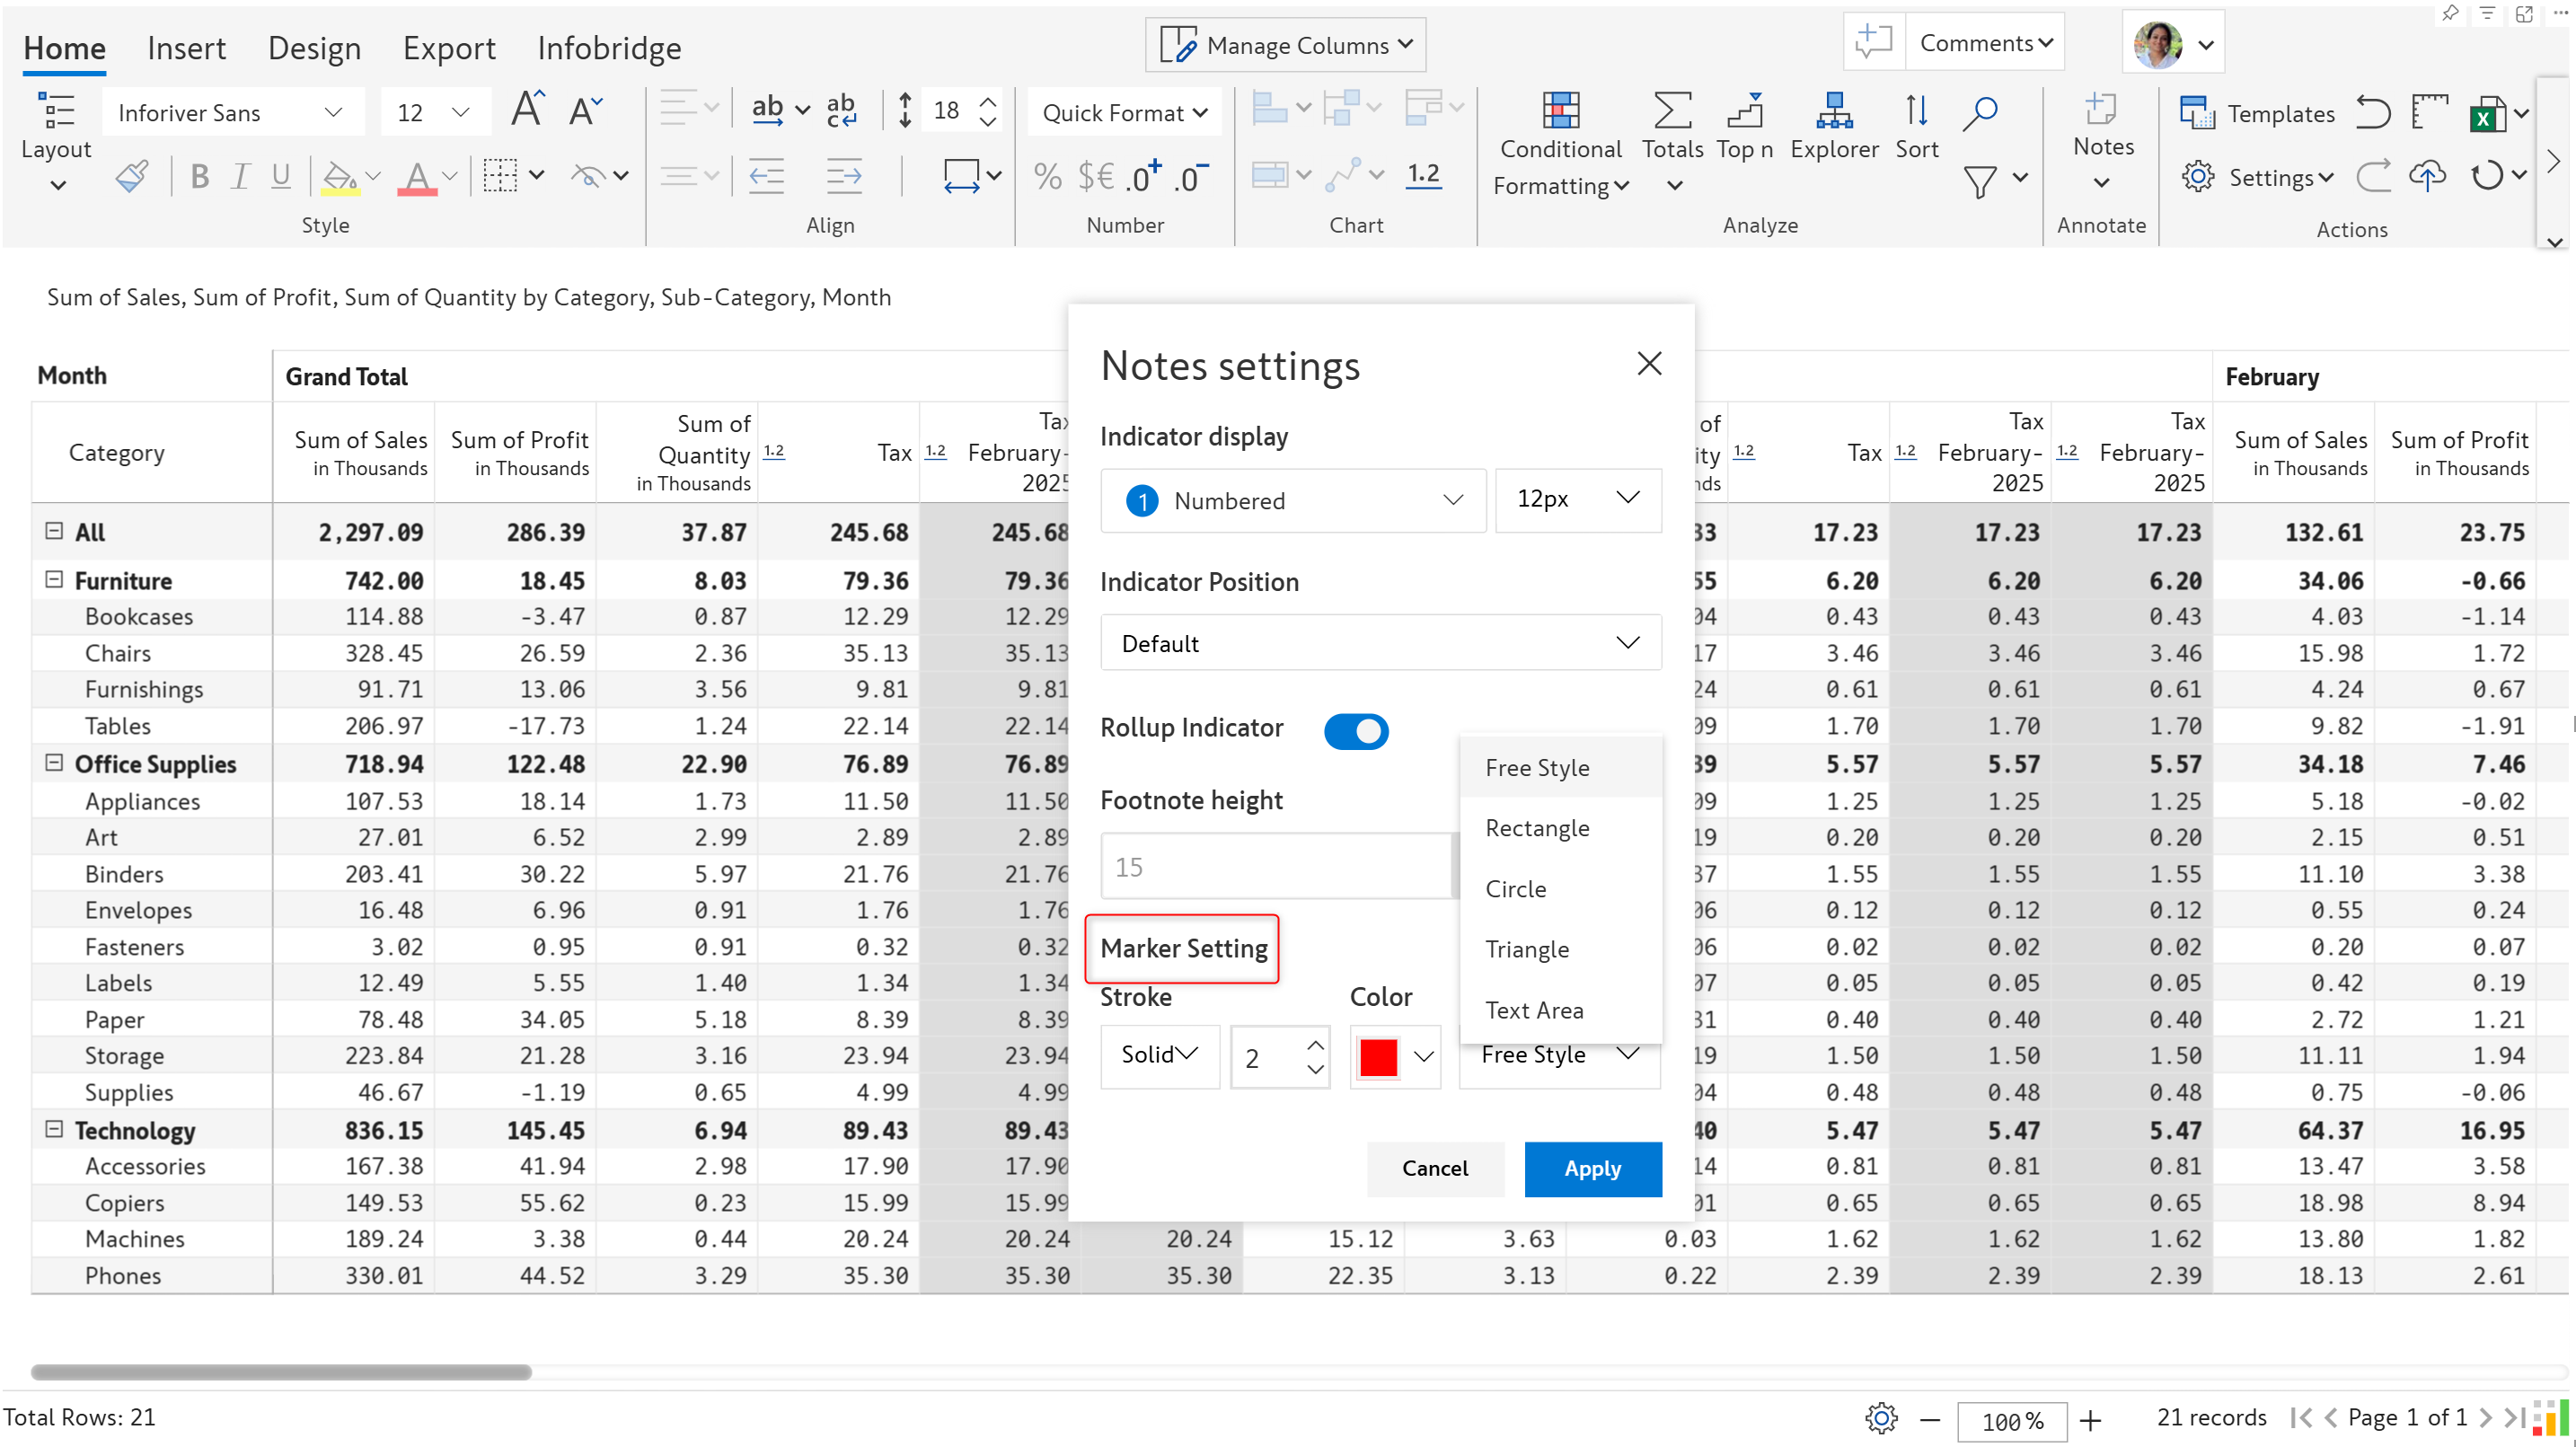 Home Insert Design Export Infobridge Manage Columns Comments
Inforiver Sans 12 A A ab ab c 18 Quick Format Templates
Layout B I U A % $€ .0+ .0- 1.2 Conditional Formatting Totals Top n Explorer Sort Notes Settings
Style Align Number Chart Analyze Annotate Actions
Sum of Sales, Sum of Profit, Sum of Quantity by Category, Sub-Category, Month
Month Grand Total February
Category Sum of Sales in Thousands Sum of Profit in Thousands Sum of Quantity in Thousands 1.2 Tax 1.2 Tax February- 2025 of 1.2 Tax 1.2 Tax February- 2025 1.2 Tax February- 2025 Sum of Sales in Thousands Sum of Profit in Thousands
All 2,297.09 286.39 37.87 245.68 245.68 33 17.23 17.23 17.23 132.61 23.75
Furniture 742.00 18.45 8.03 79.36 79.36 55 6.20 6.20 6.20 34.06 -0.66
Bookcases 114.88 -3.47 0.87 12.29 12.29 04 0.43 0.43 0.43 4.03 -1.14
Chairs 328.45 26.59 2.36 35.13 35.13 17 3.46 3.46 3.46 15.98 1.72
Furnishings 91.71 13.06 3.56 9.81 9.81 24 0.61 0.61 0.61 4.24 0.67
Tables 206.97 -17.73 1.24 22.14 22.14 09 1.70 1.70 1.70 9.82 -1.91
Office Supplies 718.94 122.48 22.90 76.89 76.89 39 5.57 5.57 5.57 34.18 7.46
Appliances 107.53 18.14 1.73 11.50 11.50 09 1.25 1.25 1.25 5.18 -0.02
Art 27.01 6.52 2.99 2.89 2.89 19 0.20 0.20 0.20 2.15 0.51
Binders 203.41 30.22 5.97 21.76 21.76 37 1.55 1.55 1.55 11.10 3.38
Envelopes 16.48 6.96 0.91 1.76 1.76 06 0.12 0.12 0.12 0.55 0.24
Fasteners 3.02 0.95 0.91 0.32 0.32 06 0.02 0.02 0.02 0.20 0.07
Labels 12.49 5.55 1.40 1.34 1.34 07 0.05 0.05 0.05 0.42 0.19
Paper 78.48 34.05 5.18 8.39 8.39 31 0.40 0.40 0.40 2.72 1.21
Storage 223.84 21.28 3.16 23.94 23.94 19 1.50 1.50 1.50 11.11 1.94
Supplies 46.67 -1.19 0.65 4.99 4.99 04 0.48 0.48 0.48 0.75 -0.06
Technology 836.15 145.45 6.94 89.43 89.43 40 5.47 5.47 5.47 64.37 16.95
Accessories 167.38 41.94 2.98 17.90 17.90 14 0.81 0.81 0.81 13.47 3.58
Copiers 149.53 55.62 0.23 15.99 15.99 01 0.65 0.65 0.65 18.98 8.94
Machines 189.24 3.38 0.44 20.24 20.24 20.24 15.12 3.63 0.03 1.62 1.62 1.62 13.80 1.82
Phones 330.01 44.52 3.29 35.30 35.30 35.30 22.35 3.13 0.22 2.39 2.39 2.39 18.13 2.61
Notes settings
Indicator display
1 Numbered 12px
Indicator Position
Default
Rollup Indicator
Footnote height
15
Free Style
Rectangle
Circle
Triangle
Text Area
Marker Setting
Stroke Color
Solid 2 Free Style
Cancel Apply
Total Rows: 21 100% 21 records Page 1 of 1